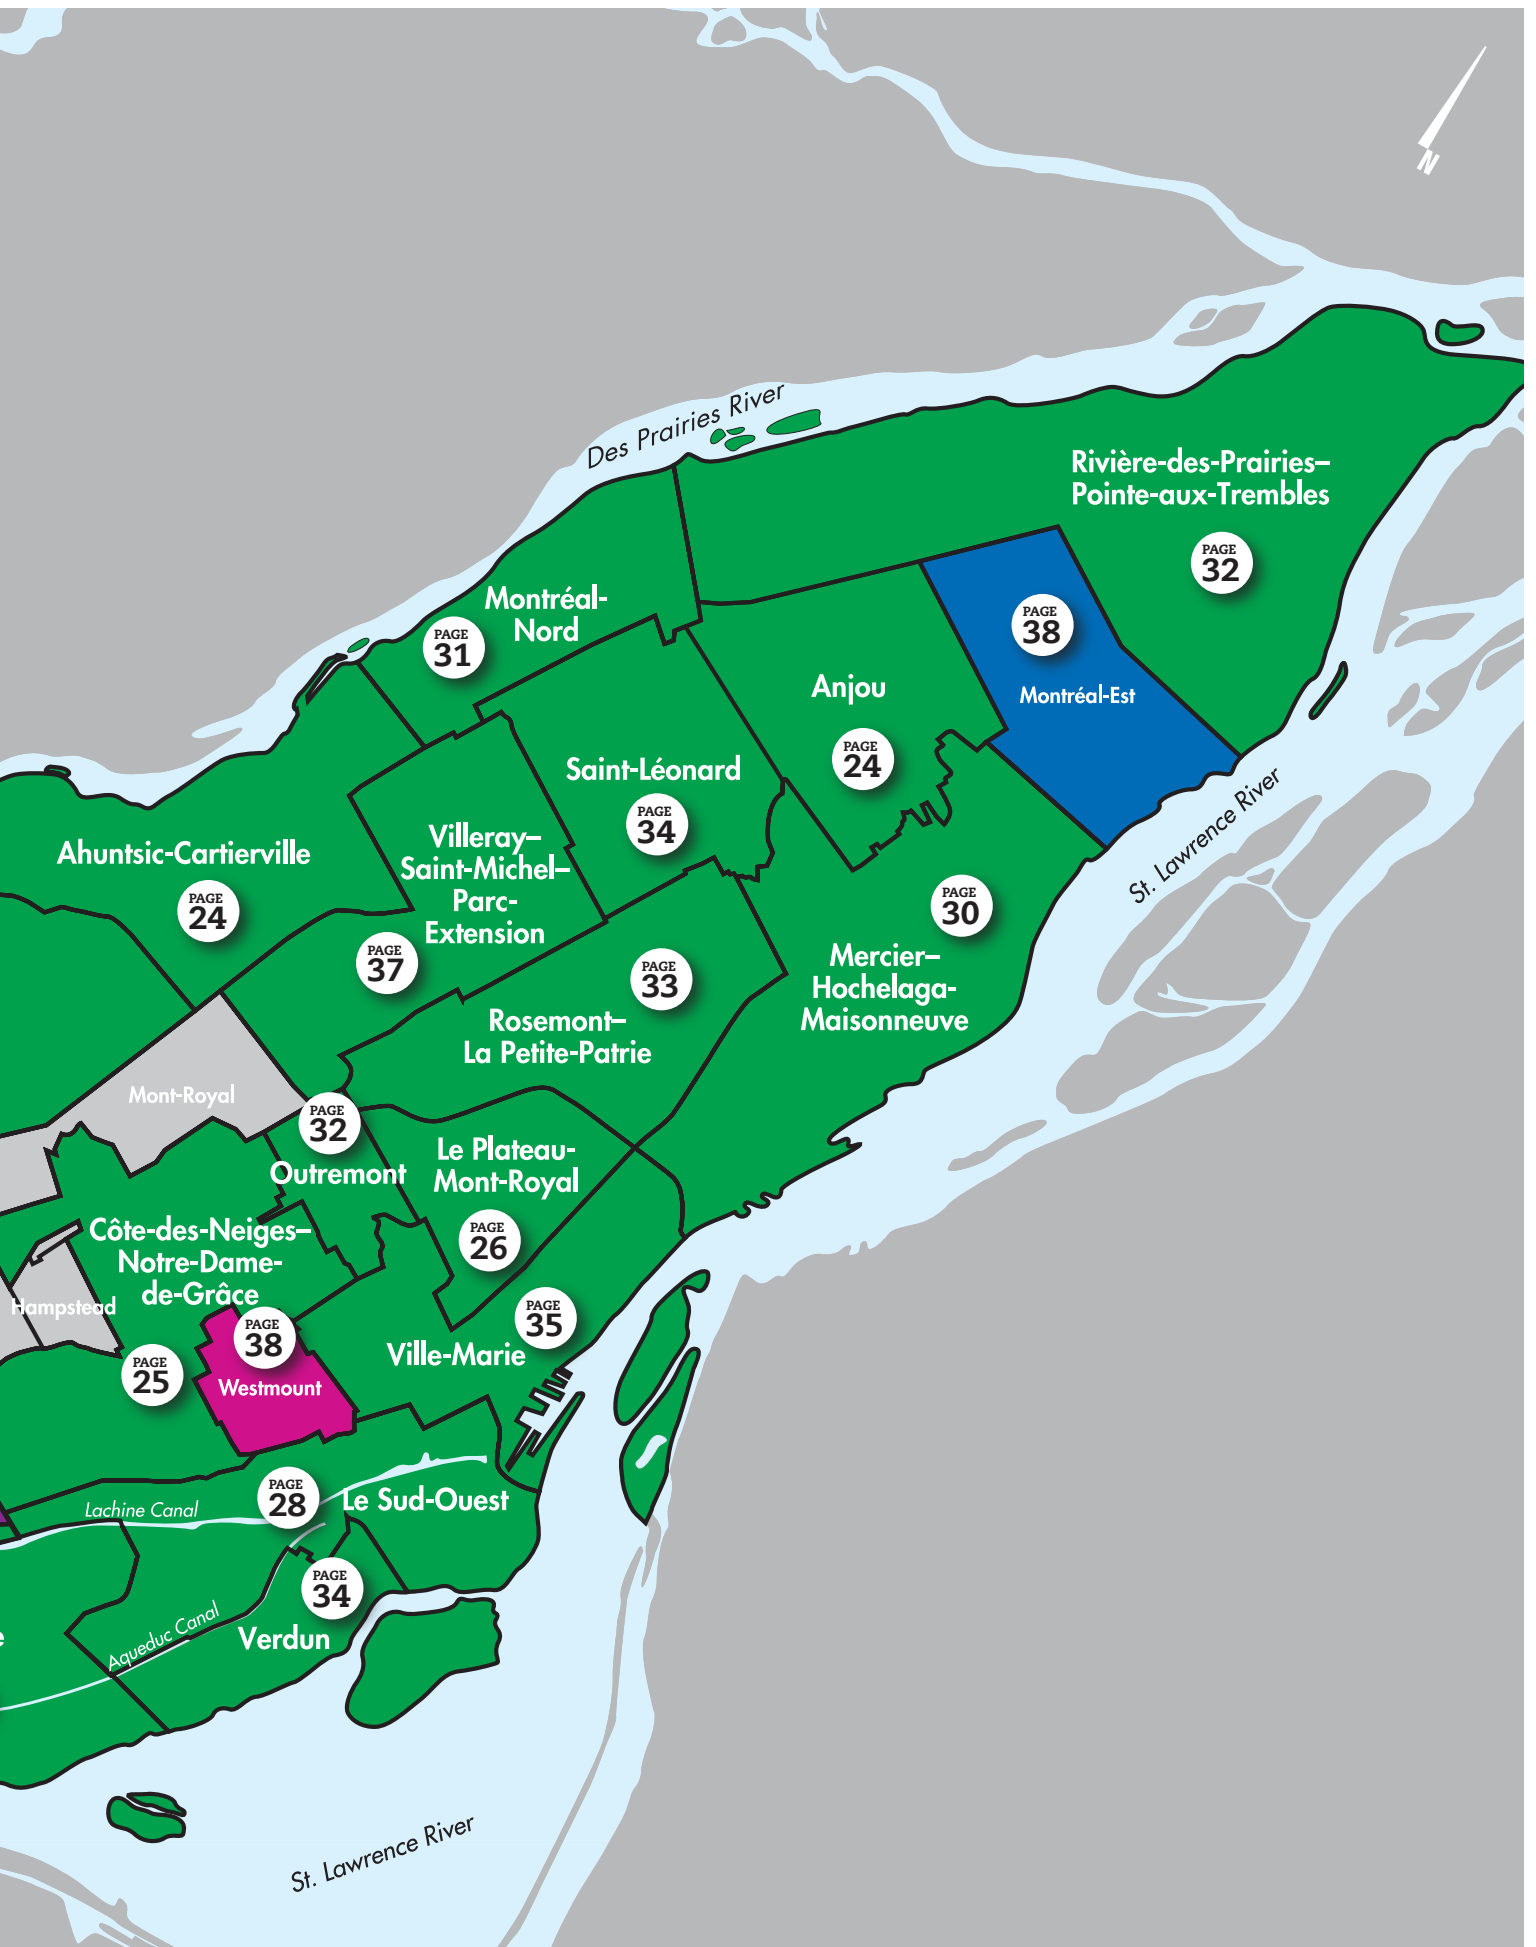 N
Des Prairies River
Rivière-des-Prairies–
Pointe-aux-Trembles
PAGE
32
Montréal-
Nord
PAGE
31
PAGE
38
Montréal-Est
Anjou
PAGE
24
Saint-Léonard
PAGE
34
St. Lawrence River
Ahuntsic-Cartierville
PAGE
24
Villeray–
Saint-Michel–
Parc-
Extension
PAGE
37
PAGE
30
Mercier–
Hochelaga-
Maisonneuve
PAGE
33
Rosemont–
La Petite-Patrie
Mont-Royal
PAGE
32
Outremont
Le Plateau-
Mont-Royal
PAGE
26
Côte-des-Neiges–
Notre-Dame-
de-Grâce
Hampstead
PAGE
25
PAGE
38
Westmount
PAGE
35
Ville-Marie
Lachine Canal
PAGE
28
Le Sud-Ouest
PAGE
34
Verdun
Aqueduc Canal
e
St. Lawrence River